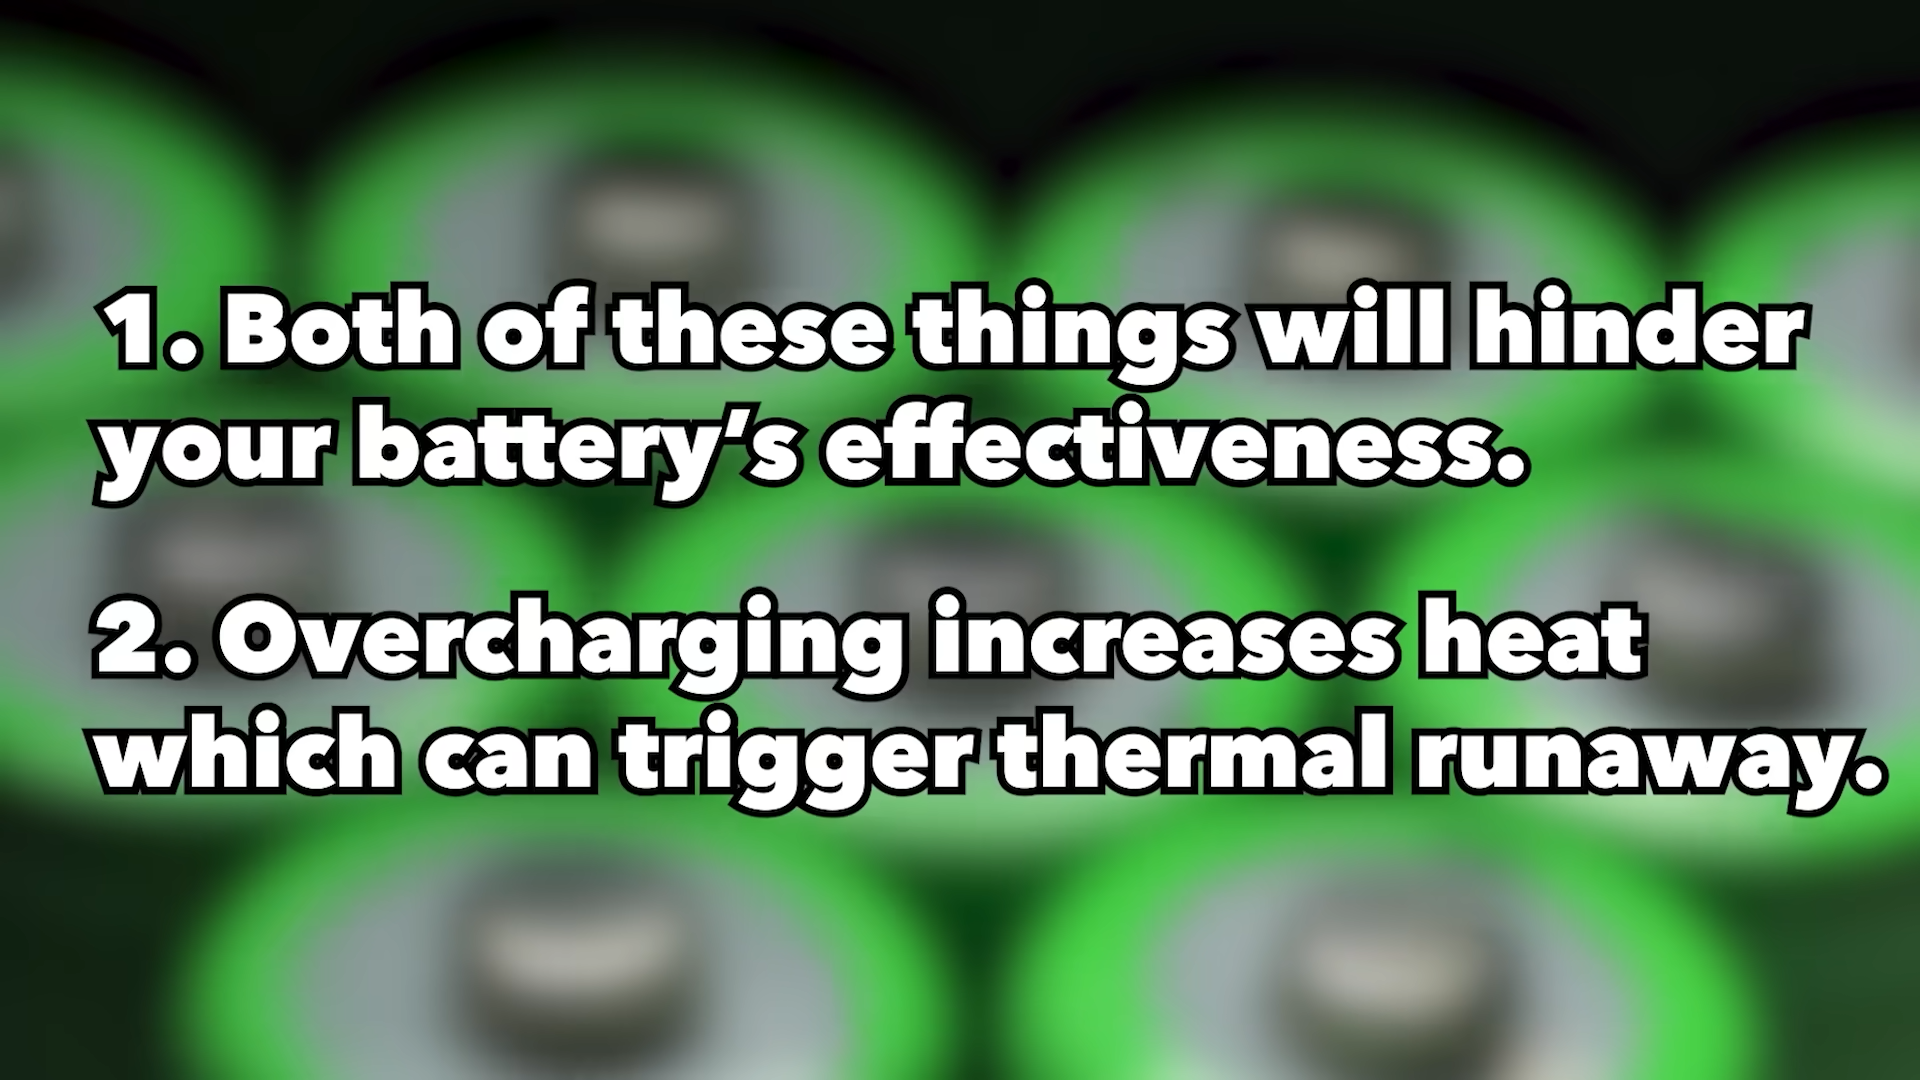 1. Both of these things will hinder
your battery’s effectiveness.
2. Overcharging increases heat
which can trigger thermal runaway.